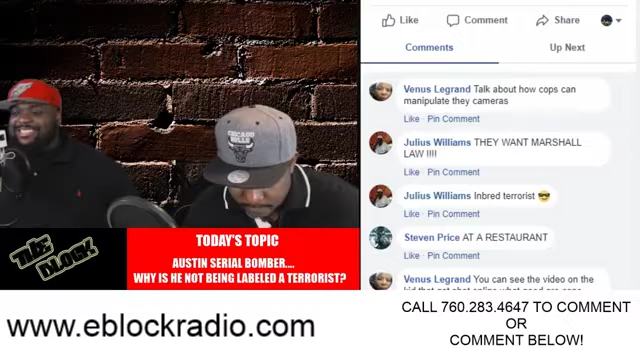 Like Comment Share
Comments Up Next
Venus Legrand Talk about how cops can
manipulate they cameras
Like · Pin Comment
Julius Williams THEY WANT MARSHALL
LAW !!!!
Like · Pin Comment
Julius Williams Inbred terrorist 😎
Like · Pin Comment
Steven Price AT A RESTAURANT
Like · Pin Comment
Venus Legrand You can see the video on the
CHICAGO
BULLS
THE
BLOCK
TODAY'S TOPIC
AUSTIN SERIAL BOMBER....
WHY IS HE NOT BEING LABELED A TERRORIST?
www.eblockradio.com
CALL 760.283.4647 TO COMMENT
OR
COMMENT BELOW!